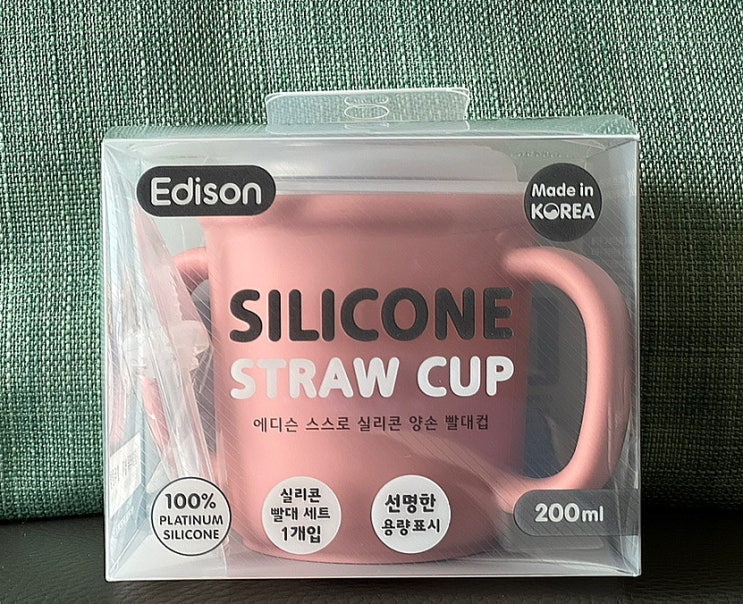 Edison
Made in
KOREA
SILICONE
STRAW CUP
에디슨 스스로 실리콘 양손 빨대컵
100%
PLATINUM
SILICONE
실리콘
빨대 세트
1개입
선명한
용량표시
200ml